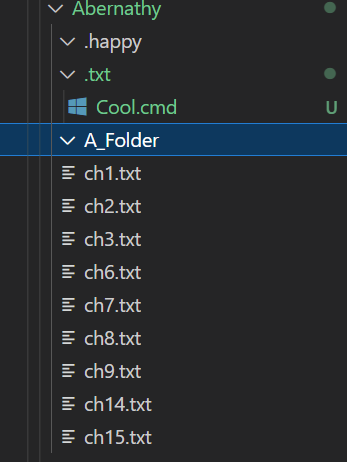 Abernathy
.happy
.txt
Cool.cmd U
A_Folder
ch1.txt
ch2.txt
ch3.txt
ch6.txt
ch7.txt
ch8.txt
ch9.txt
ch14.txt
ch15.txt